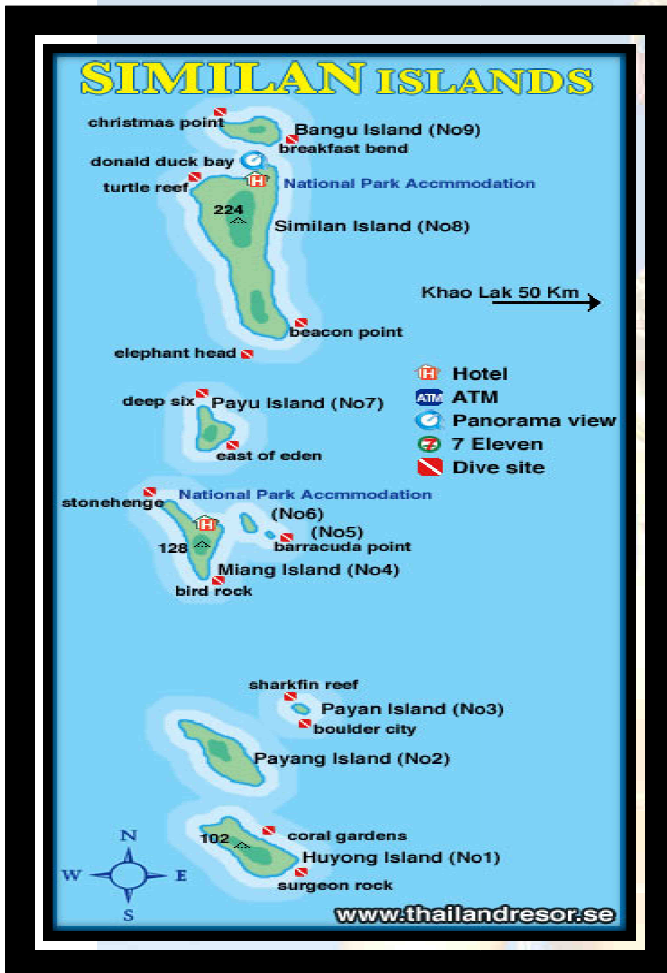 SIMILAN ISLANDS
christmas point
Bangu Island (No9)
breakfast bend
donald duck bay
turtle reef
H
National Park Accmmodation
224
Similan Island (No8)
Khao Lak 50 Km
beacon point
elephant head
H Hotel
ATM ATM
Panorama view
7 7 Eleven
Dive site
deep six
Payu Island (No7)
east of eden
stonehenge
National Park Accmmodation
(No6)
H
(No5)
128
barracuda point
Miang Island (No4)
bird rock
sharkfin reef
Payan Island (No3)
boulder city
Payang Island (No2)
102
coral gardens
Huyong Island (No1)
surgeon rock
N
W E
S
www.thailandresor.se